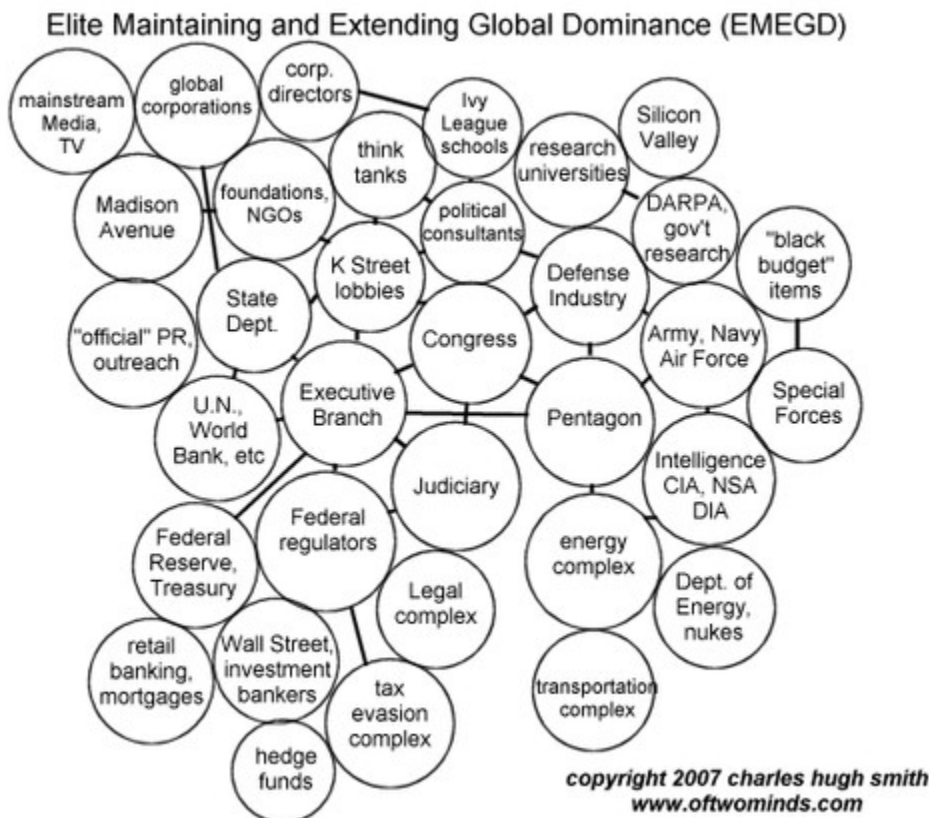 Elite Maintaining and Extending Global Dominance (EMEGD)
mainstream
Media,
TV
global
corporations
corp.
directors
Ivy
League
schools
think
tanks
research
universities
Silicon
Valley
Madison
Avenue
foundations,
NGOs
political
consultants
DARPA,
gov't
research
"black
budget"
items
K Street
lobbies
Defense
Industry
State
Dept.
"official" PR,
outreach
Congress
Army, Navy
Air Force
Special
Forces
U.N.,
World
Bank, etc
Executive
Branch
Pentagon
Judiciary
Intelligence
CIA, NSA
DIA
Federal
Reserve,
Treasury
Federal
regulators
energy
complex
Legal
complex
Dept. of
Energy,
nukes
retail
banking,
mortgages
Wall Street,
investment
bankers
tax
evasion
complex
transportation
complex
hedge
funds
copyright 2007 charles hugh smith
www.oftwominds.com